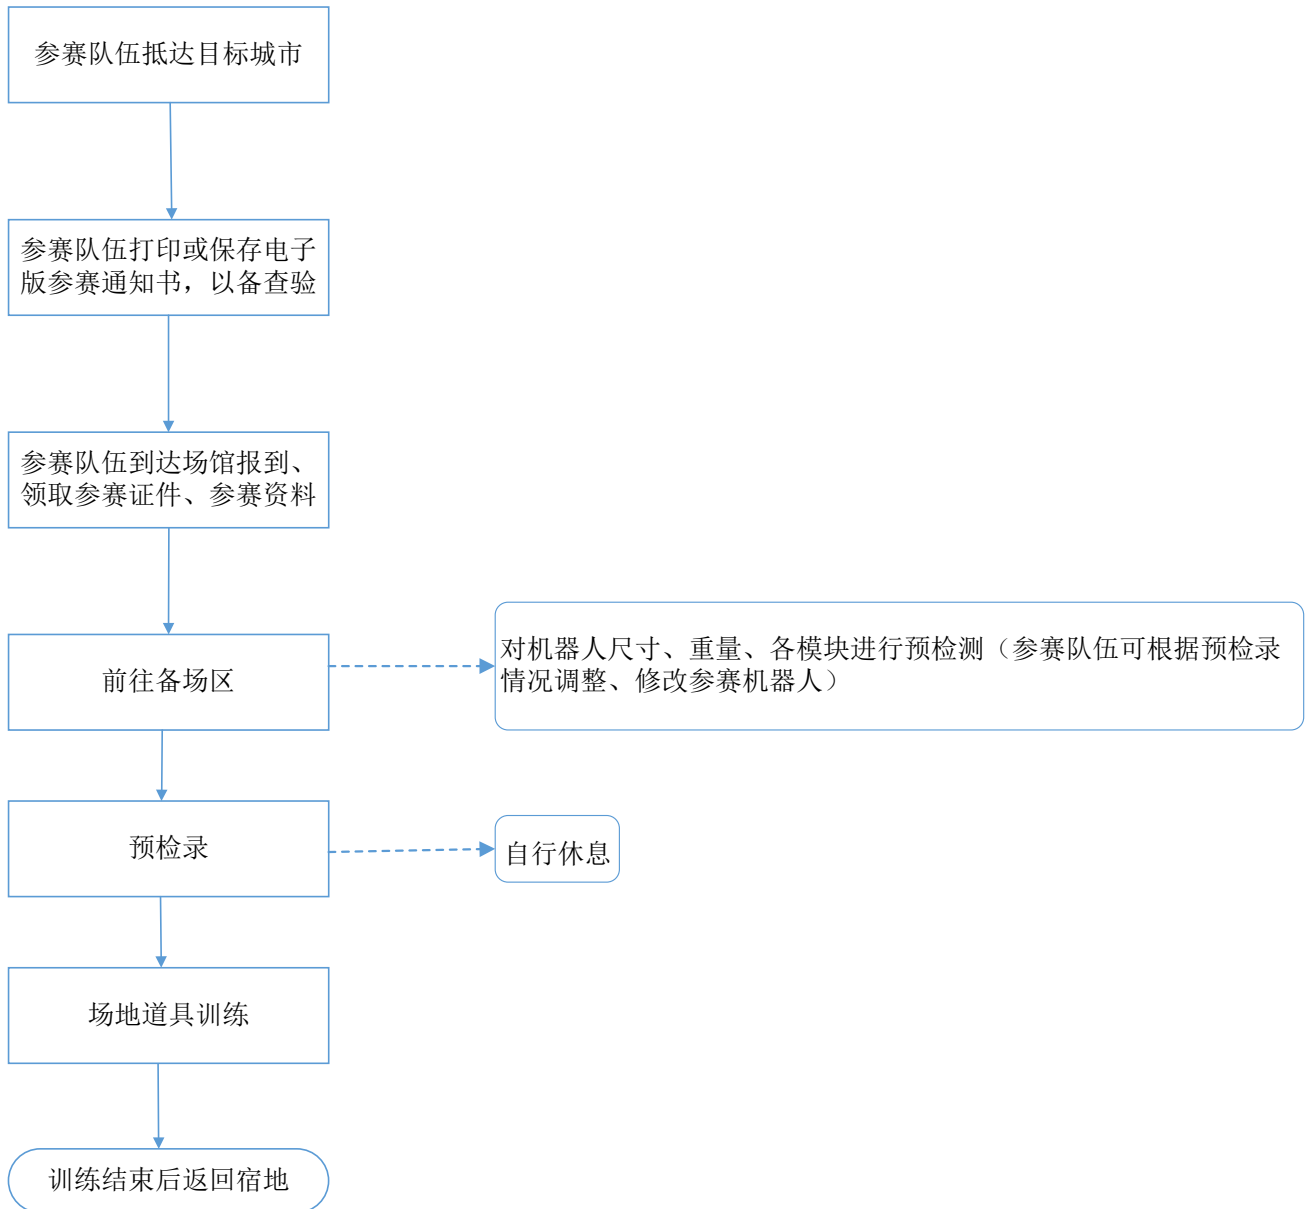 参赛队伍抵达目标城市
参赛队伍打印或保存电子
版参赛通知书，以备查验
参赛队伍到达场馆报到、
领取参赛证件、参赛资料
前往备场区
对机器人尺寸、重量、各模块进行预检测（参赛队伍可根据预检录
情况调整、修改参赛机器人）
预检录
自行休息
场地道具训练
训练结束后返回宿地